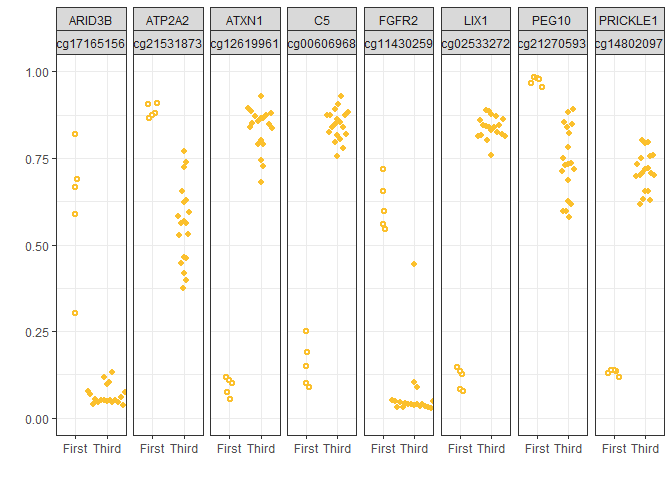 ARID3B ATP2A2 ATXN1 C5 FGFR2 LIX1 PEG10 PRICKLE1
cg17165156 cg21531873 cg12619961 cg00606968 cg11430259 cg02533272 cg21270593 cg14802097
1.00
0.75
0.50
0.25
0.00
First Third First Third First Third First Third First Third First Third First Third First Third